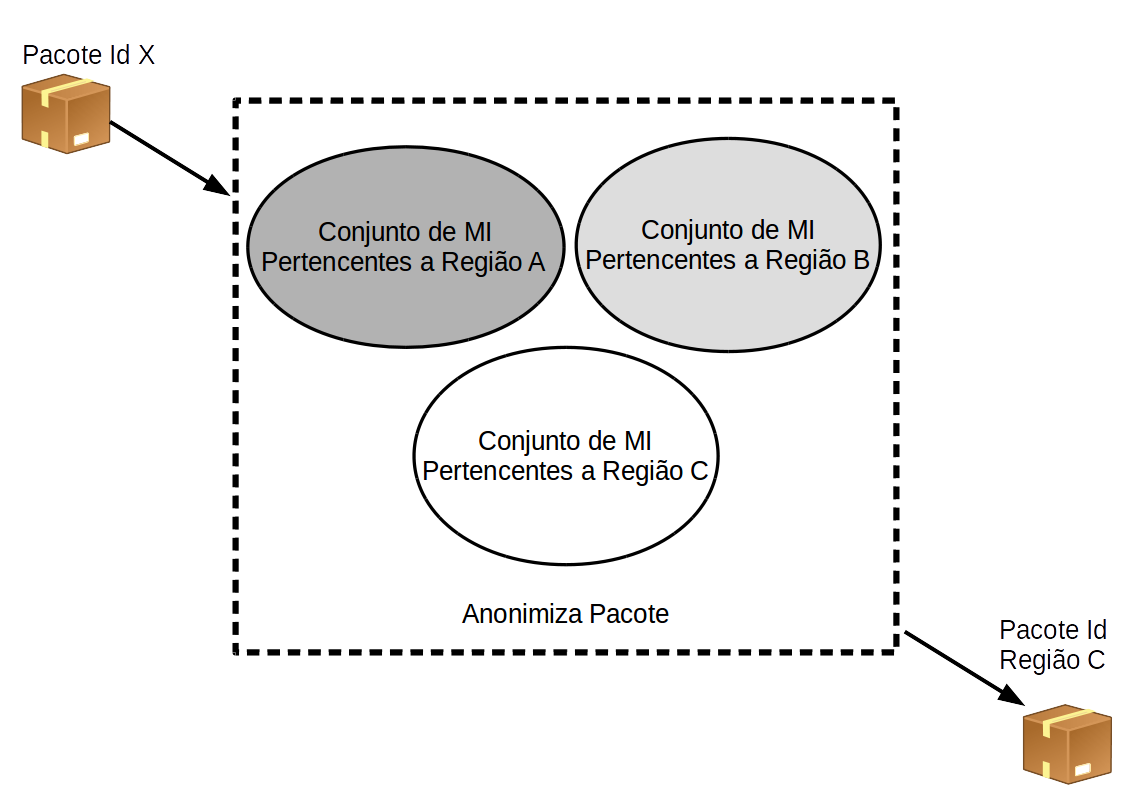 Pacote Id X
Conjunto de MI
Pertencentes a Região A
Conjunto de MI
Pertencentes a Região B
Conjunto de MI
Pertencentes a Região C
Anonimiza Pacote
Pacote Id
Região C